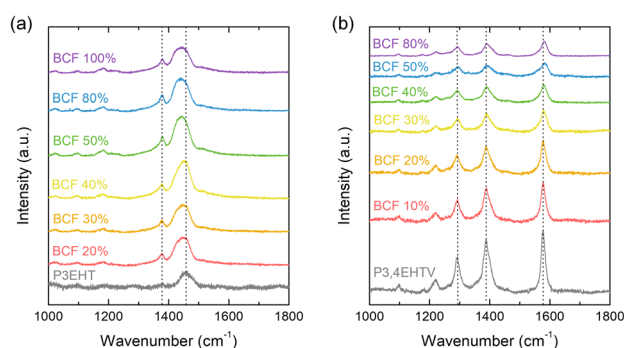 (a)
BCF 100%
BCF 80%
BCF 50%
BCF 40%
BCF 30%
BCF 20%
P3EHT
Intensity (a.u.)
1000 1200 1400 1600 1800
Wavenumber (cm⁻¹)
(b)
BCF 80%
BCF 50%
BCF 40%
BCF 30%
BCF 20%
BCF 10%
P3,4EHTV
Intensity (a.u.)
1000 1200 1400 1600 1800
Wavenumber (cm⁻¹)